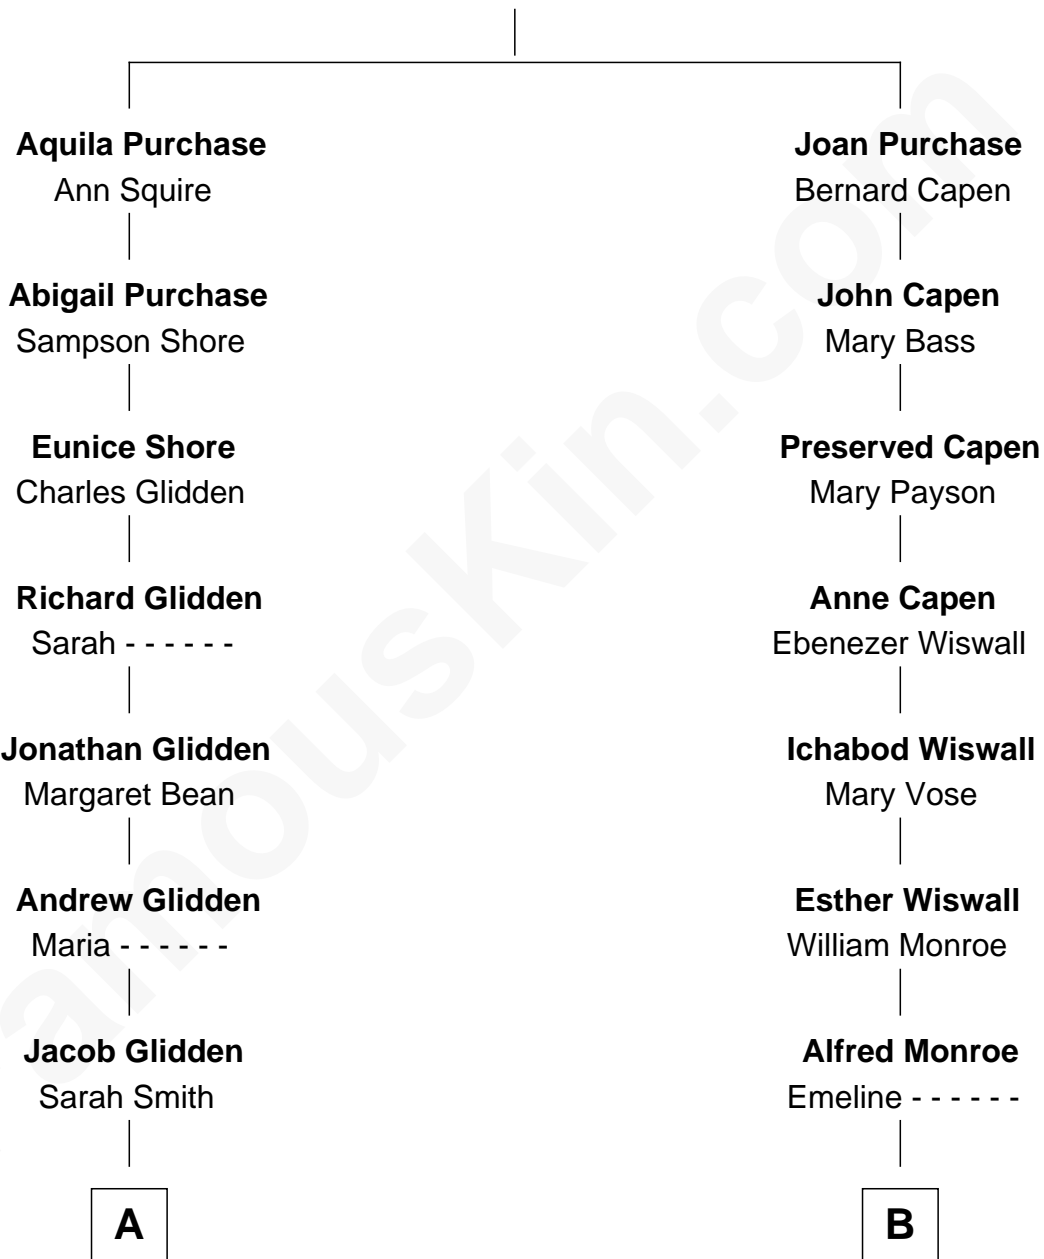 Aquila Purchase
Ann Squire
Abigail Purchase
Sampson Shore
Eunice Shore
Charles Glidden
Richard Glidden
Sarah - - - - - -
Jonathan Glidden
Margaret Bean
Andrew Glidden
Maria - - - - - -
Jacob Glidden
Sarah Smith
A
Joan Purchase
Bernard Capen
John Capen
Mary Bass
Preserved Capen
Mary Payson
Anne Capen
Ebenezer Wiswall
Ichabod Wiswall
Mary Vose
Esther Wiswall
William Monroe
Alfred Monroe
Emeline - - - - - -
B
amouskin.com